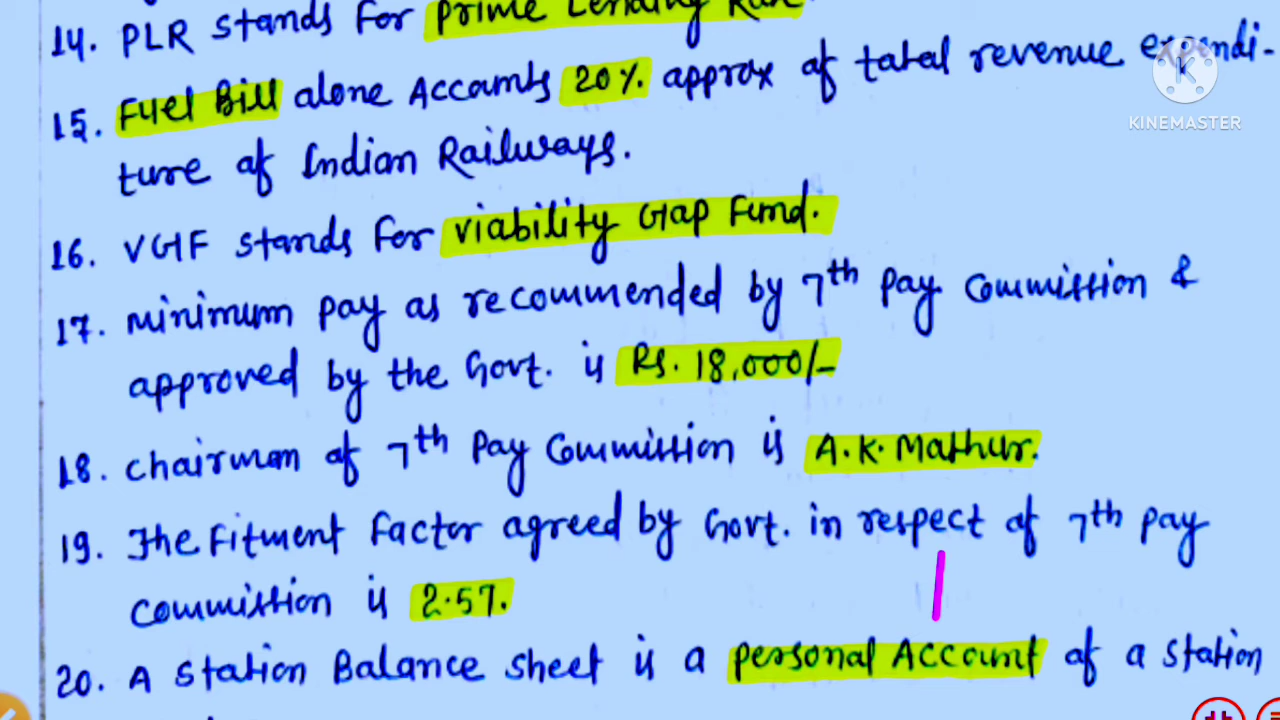 14. PLR stands for Prime Lending Rate.
15. Fuel Bill alone Accounts 20% approx of total revenue expendi-
ture of Indian Railways.
16. VGF stands for viability Gap Fund.
17. minimum pay as recommended by 7th pay Commission &
approved by the Govt. is Rs. 18,000/-
18. chairman of 7th Pay Commission is A.K. Mathur.
19. The Fitment Factor agreed by Govt. in respect of 7th pay
commission is 2.57.
20. A station Balance sheet is a personal Account of a station
K
KINEMASTER